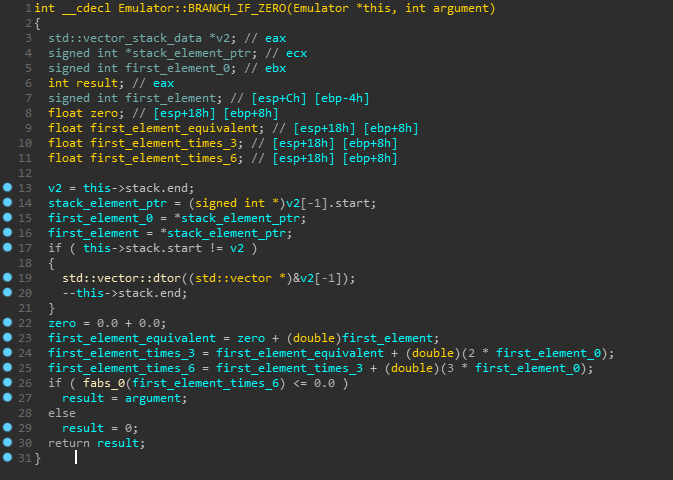 1 int __cdecl Emulator::BRANCH_IF_ZERO(Emulator *this, int argument)
2 {
3 std::vector_stack_data *v2; // eax
4 signed int *stack_element_ptr; // ecx
5 signed int first_element_0; // ebx
6 int result; // eax
7 signed int first_element; // [esp+Ch] [ebp-4h]
8 float zero; // [esp+18h] [ebp+8h]
9 float first_element_equivalent; // [esp+18h] [ebp+8h]
10 float first_element_times_3; // [esp+18h] [ebp+8h]
11 float first_element_times_6; // [esp+18h] [ebp+8h]
12
13 v2 = this->stack.end;
14 stack_element_ptr = (signed int *)v2[-1].start;
15 first_element_0 = *stack_element_ptr;
16 first_element = *stack_element_ptr;
17 if ( this->stack.start != v2 )
18 {
19 std::vector::dtor((std::vector *)&v2[-1]);
20 --this->stack.end;
21 }
22 zero = 0.0 + 0.0;
23 first_element_equivalent = zero + (double)first_element;
24 first_element_times_3 = first_element_equivalent + (double)(2 * first_element_0);
25 first_element_times_6 = first_element_times_3 + (double)(3 * first_element_0);
26 if ( fabs_0(first_element_times_6) <= 0.0 )
27 result = argument;
28 else
29 result = 0;
30 return result;
31 }